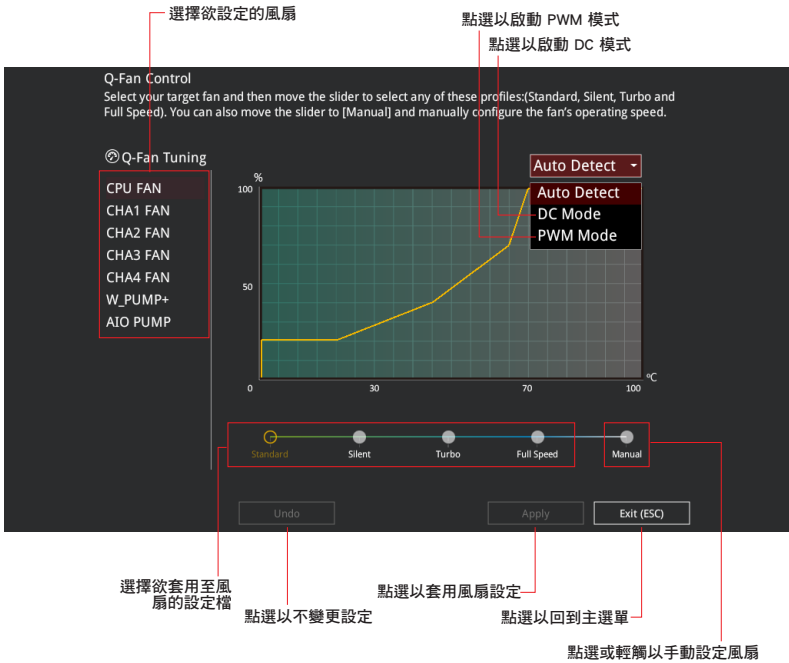 選擇欲設定的風扇
點選以啟動 PWM 模式
點選以啟動 DC 模式
Q-Fan Control
Select your target fan and then move the slider to select any of these profiles:(Standard, Silent, Turbo and
Full Speed). You can also move the slider to [Manual] and manually configure the fan's operating speed.
Q-Fan Tuning
Auto Detect
CPU FAN
CHA1 FAN
CHA2 FAN
CHA3 FAN
CHA4 FAN
W_PUMP+
AIO PUMP
%
100
50
0
30
70
100
°C
Auto Detect
DC Mode
PWM Mode
Standard
Silent
Turbo
Full Speed
Manual
Undo
Apply
Exit (ESC)
選擇欲套用至風
扇的設定檔
點選以不變更設定
點選以套用風扇設定
點選以回到主選單
點選或輕觸以手動設定風扇